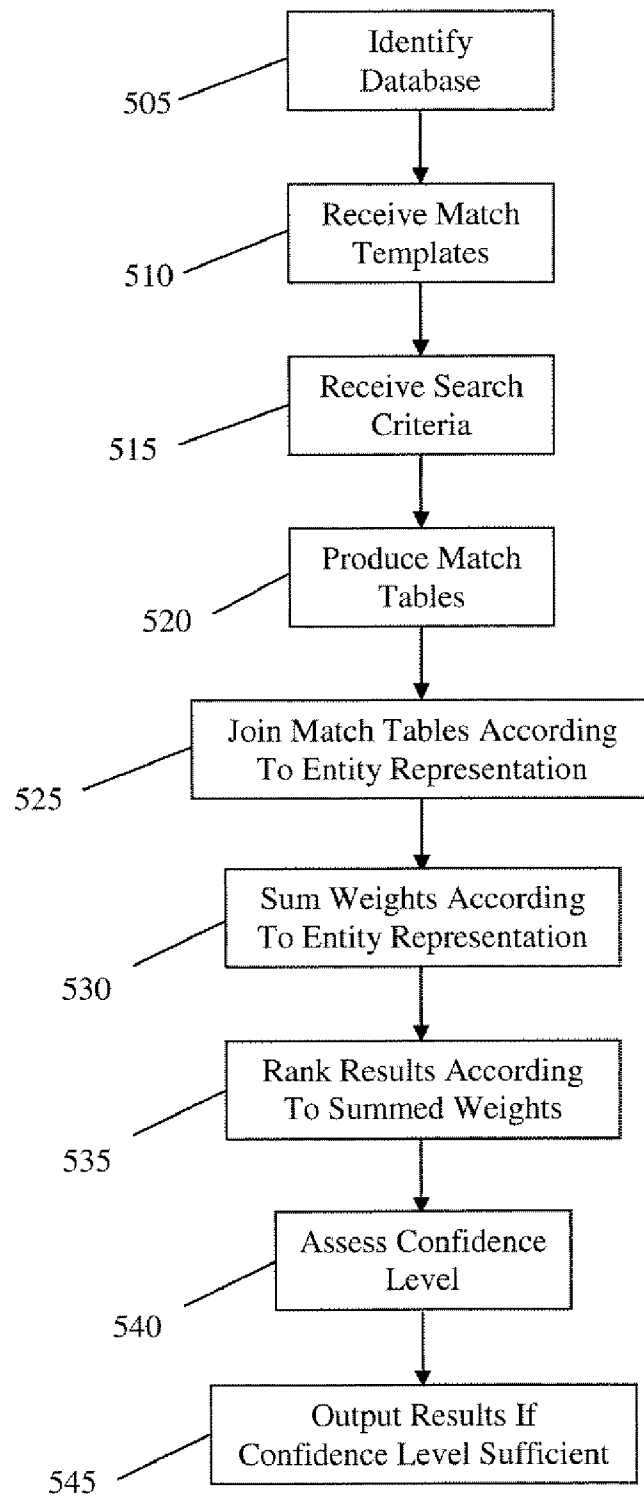 Identify
Database
505
Receive Match
Templates
510
Receive Search
Criteria
515
Produce Match
Tables
520
Join Match Tables According
To Entity Representation
525
Sum Weights According
To Entity Representation
530
Rank Results According
To Summed Weights
535
Assess Confidence
Level
540
Output Results If
Confidence Level Sufficient
545